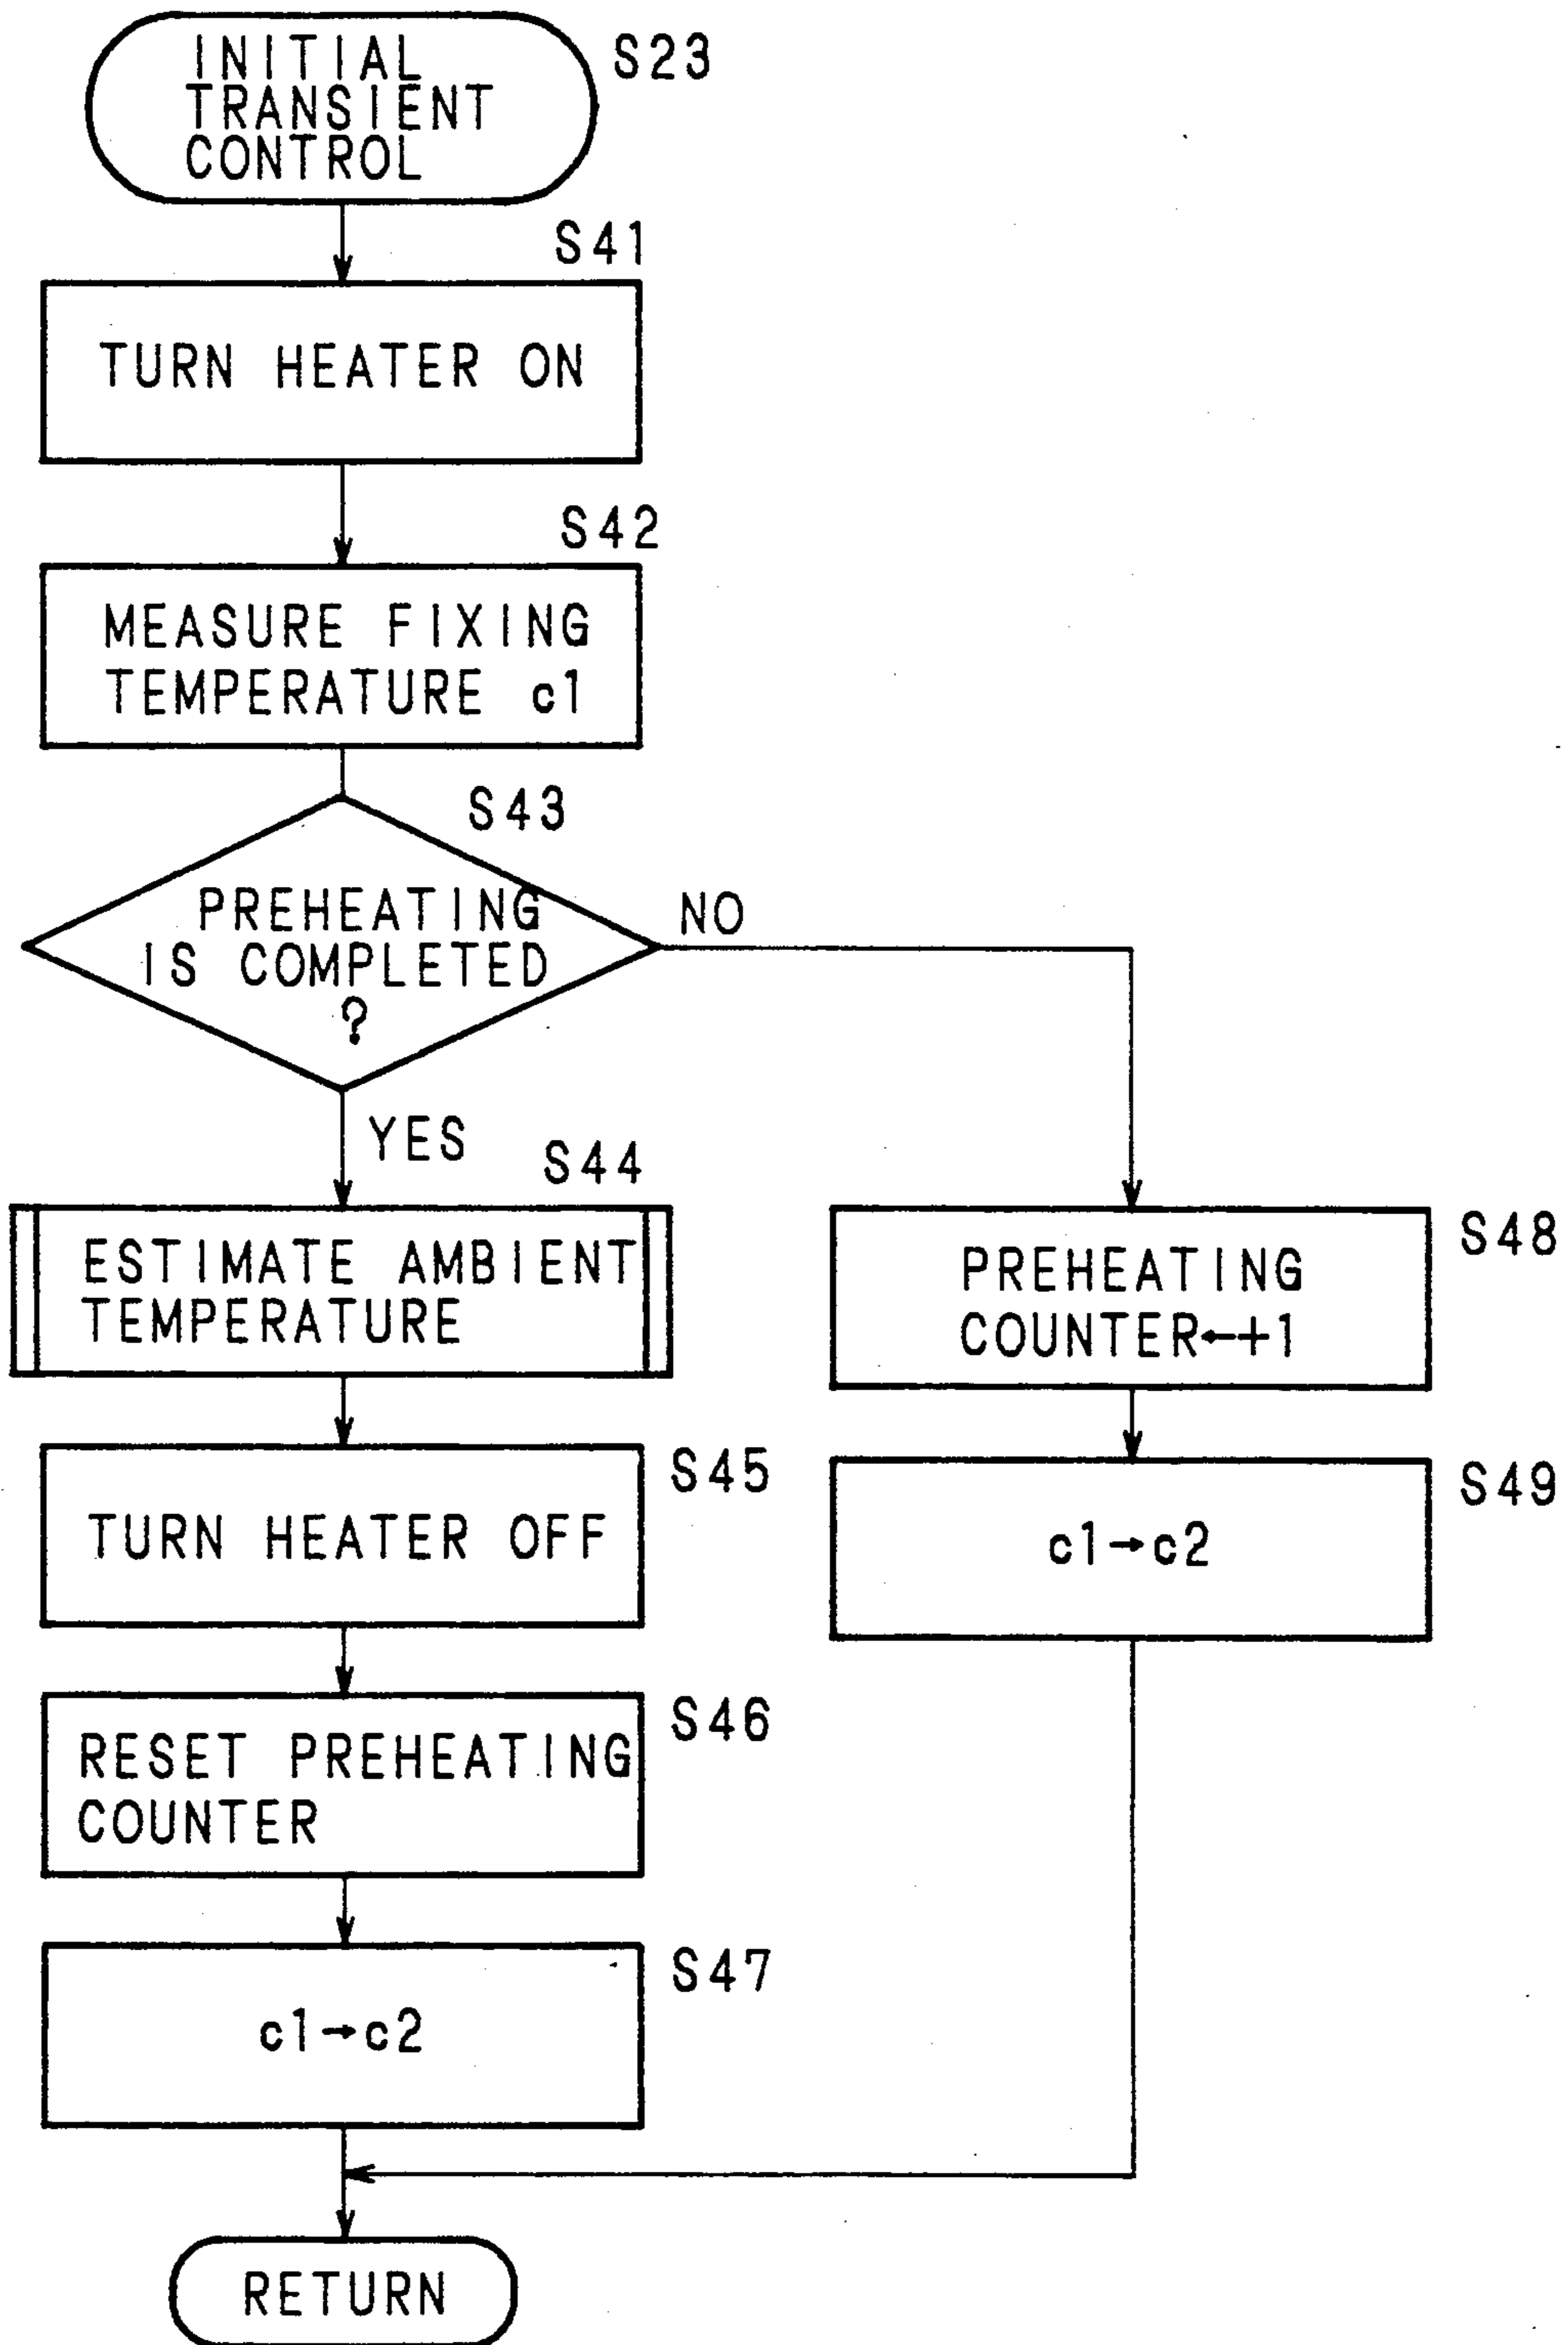 INITIAL
TRANSIENT
CONTROL
S23
S41
TURN HEATER ON
S42
MEASURE FIXING
TEMPERATURE c1
S43
PREHEATING
IS COMPLETED
?
NO
YES
S44
ESTIMATE AMBIENT
TEMPERATURE
S48
PREHEATING
COUNTER←+1
S45
TURN HEATER OFF
S49
c1→c2
S46
RESET PREHEATING
COUNTER
S47
c1→c2
RETURN